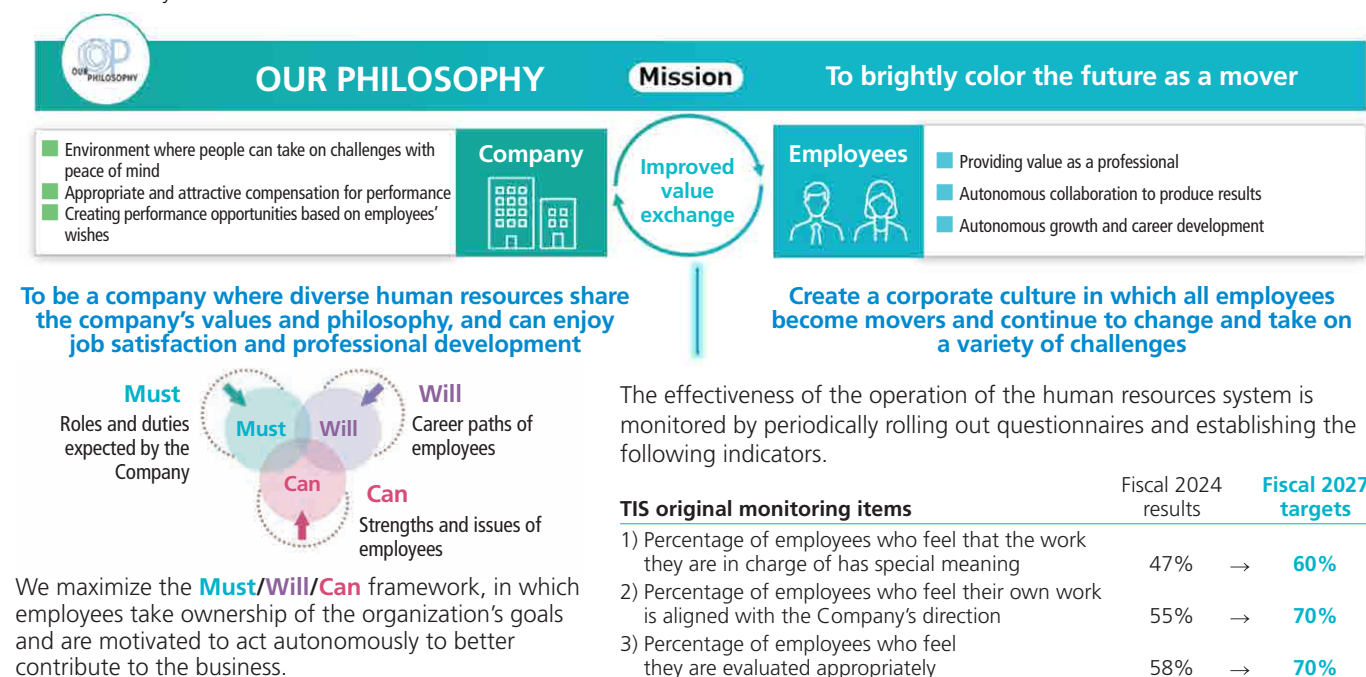 OUR PHILOSOPHY
OUR PHILOSOPHY
Mission
To brightly color the future as a mover
Environment where people can take on challenges with
peace of mind
Appropriate and attractive compensation for performance
Creating performance opportunities based on employees'
wishes
Company
Improved
value
exchange
Employees
Providing value as a professional
Autonomous collaboration to produce results
Autonomous growth and career development
To be a company where diverse human resources share
the company's values and philosophy, and can enjoy
job satisfaction and professional development
Create a corporate culture in which all employees
become movers and continue to change and take on
a variety of challenges
Must
Roles and duties
expected by the
Company
Must
Will
Can
Will
Career paths of
employees
Can
Strengths and issues of
employees
We maximize the Must/Will/Can framework, in which
employees take ownership of the organization's goals
and are motivated to act autonomously to better
contribute to the business.
The effectiveness of the operation of the human resources system is
monitored by periodically rolling out questionnaires and establishing the
following indicators.
TIS original monitoring items
Fiscal 2024
results
Fiscal 2027
targets
1) Percentage of employees who feel that the work
they are in charge of has special meaning 47% → 60%
2) Percentage of employees who feel their own work
is aligned with the Company's direction 55% → 70%
3) Percentage of employees who feel
they are evaluated appropriately 58% → 70%